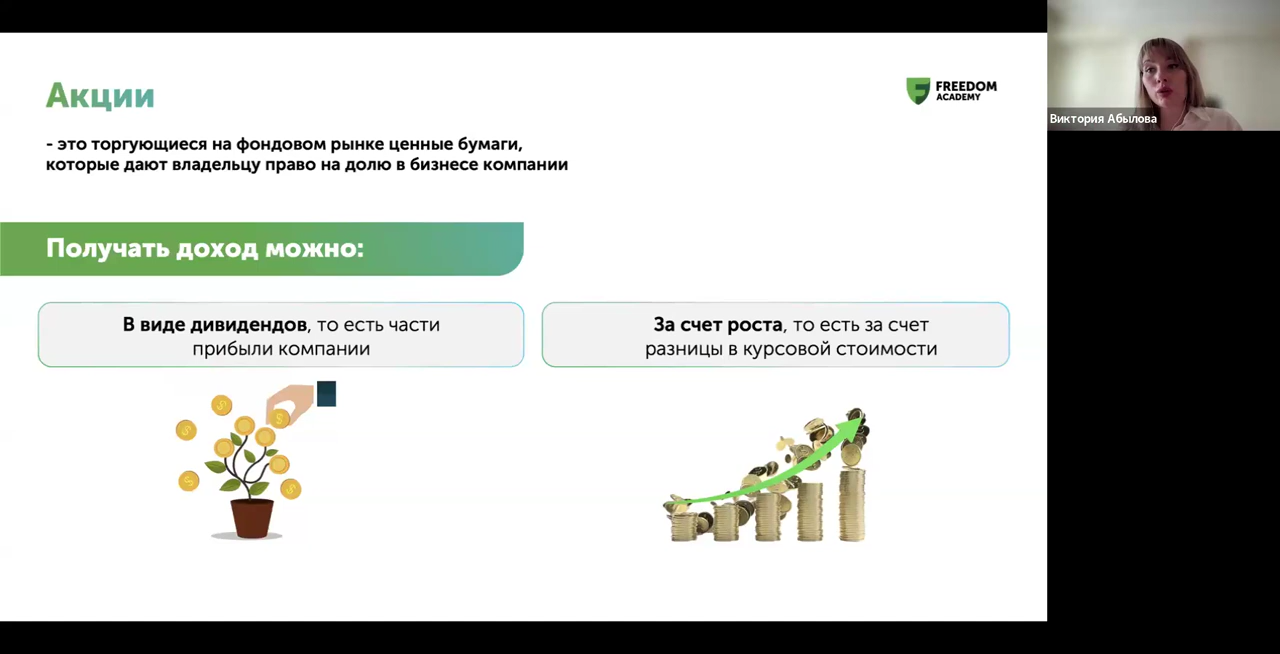 Акции
FREEDOM
ACADEMY
Виктория Абылова
- это торгующиеся на фондовом рынке ценные бумаги,
которые дают владельцу право на долю в бизнесе компании
Получать доход можно:
В виде дивидендов, то есть части
прибыли компании
За счет роста, то есть за счет
разницы в курсовой стоимости